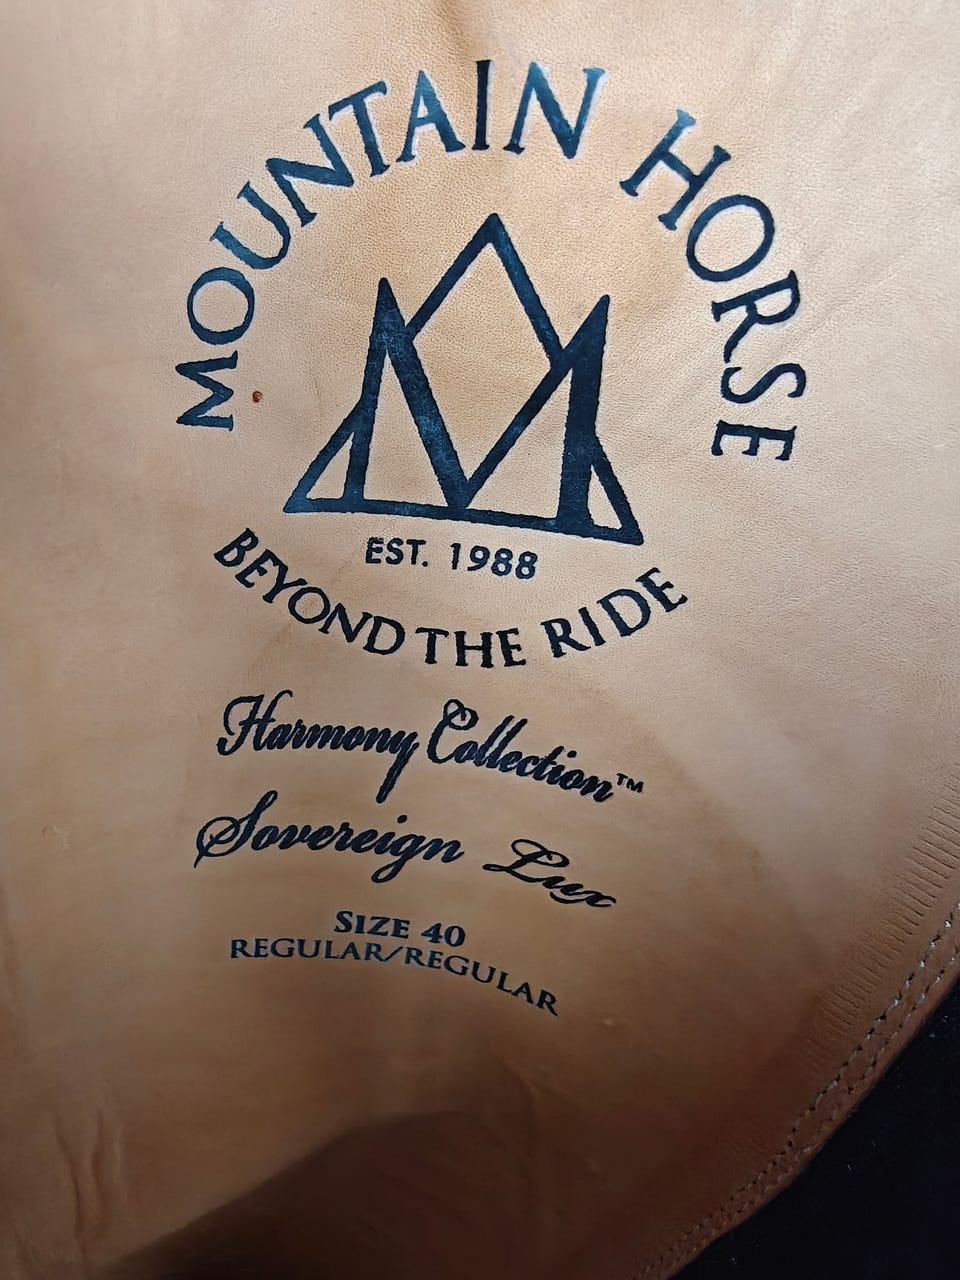 MOUNTAIN HORSE
EST. 1988
BEYOND THE RIDE
Harmony Collection™
Sovereign Lux
SIZE 40
REGULAR/REGULAR